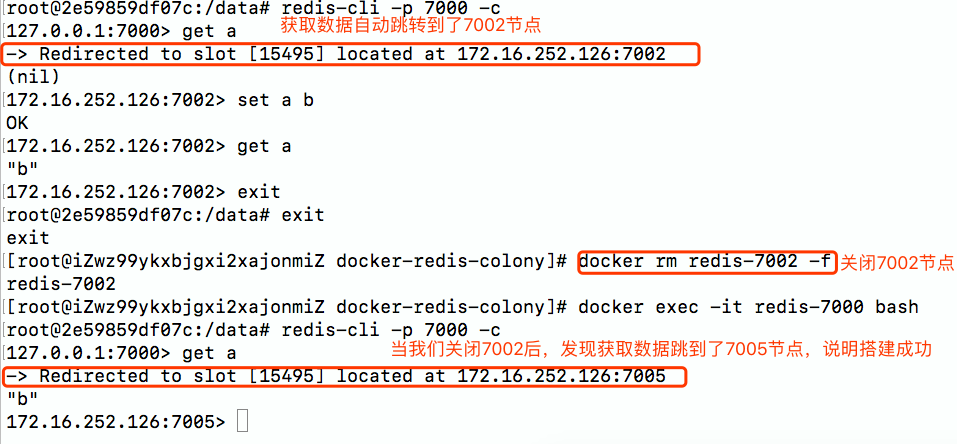 root@2e59859df07c:/data# redis-cli -p 7000 -c
127.0.0.1:7000> get a 获取数据自动跳转到了7002节点
-> Redirected to slot [15495] located at 172.16.252.126:7002
(nil)
172.16.252.126:7002> set a b
OK
172.16.252.126:7002> get a
"b"
172.16.252.126:7002> exit
root@2e59859df07c:/data# exit
exit
[root@iZwz99ykxbjgxi2xajonmiZ docker-redis-colony]# docker rm redis-7002 -f 关闭7002节点
redis-7002
[root@iZwz99ykxbjgxi2xajonmiZ docker-redis-colony]# docker exec -it redis-7000 bash
root@2e59859df07c:/data# redis-cli -p 7000 -c
127.0.0.1:7000> get a 当我们关闭7002后，发现获取数据跳到了7005节点，说明搭建成功
-> Redirected to slot [15495] located at 172.16.252.126:7005
"b"
172.16.252.126:7005>